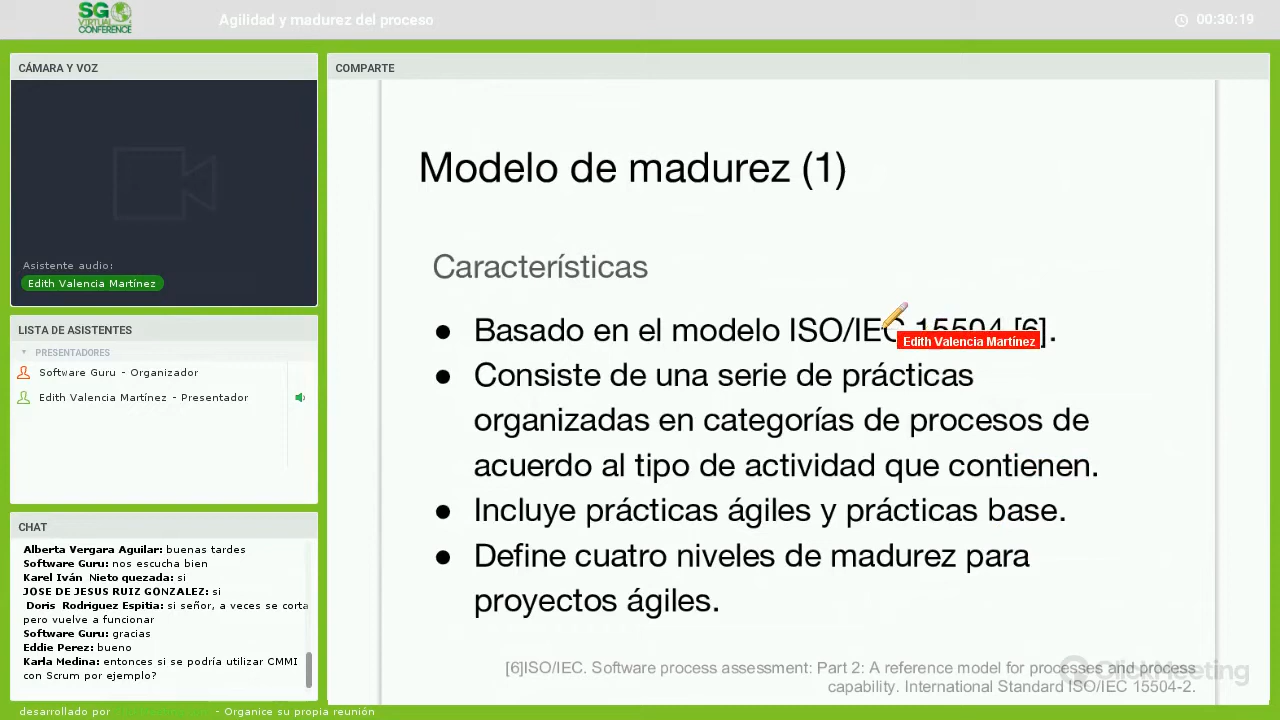 SG
VIRTUAL
CONFERENCE
Agilidad y madurez del proceso
00:30:19
CÁMARA Y VOZ
Asistente audio:
Edith Valencia Martínez
LISTA DE ASISTENTES
PRESENTADORES
Software Guru - Organizador
Edith Valencia Martínez - Presentador
CHAT
Alberta Vergara Aguilar: buenas tardes
Software Guru: nos escucha bien
Karel Iván Nieto quezada: si
JOSE DE JESUS RUIZ GONZALEZ: si
Doris Rodriguez Espitia: si señor, a veces se corta
pero vuelve a funcionar
Software Guru: gracias
Eddie Perez: bueno
Karla Medina: entonces si se podría utilizar CMMI
con Scrum por ejemplo?
COMPARTE
Modelo de madurez (1)
Características
● Basado en el modelo ISO/IEC 15504 [6].
Edith Valencia Martínez
● Consiste de una serie de prácticas
organizadas en categorías de procesos de
acuerdo al tipo de actividad que contienen.
● Incluye prácticas ágiles y prácticas base.
● Define cuatro niveles de madurez para
proyectos ágiles.
[6]ISO/IEC. Software process assessment: Part 2: A reference model for processes and process
capability. International Standard ISO/IEC 15504-2.
ClickMeeting
desarrollado por - Organice su propia reunión